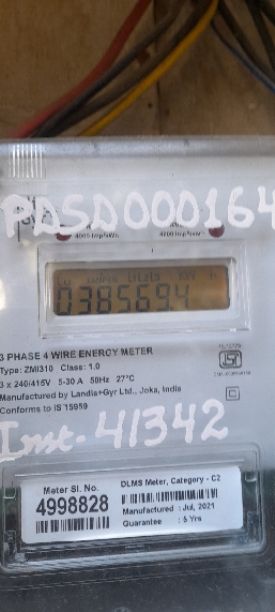 PDSD000164
038569.4
3 PHASE 4 WIRE ENERGY METER
Type: ZMI310 Class: 1.0
3 x 240/415V 5-30 A 50Hz 27°C
Manufactured by Landis+Gyr Ltd., Joka, India
Conforms to IS 15959
Inst-41342
Meter Sl. No. DLMS Meter, Category - C2
4998828
Manufactured : Jul, 2021
Guarantee : 5 Yrs